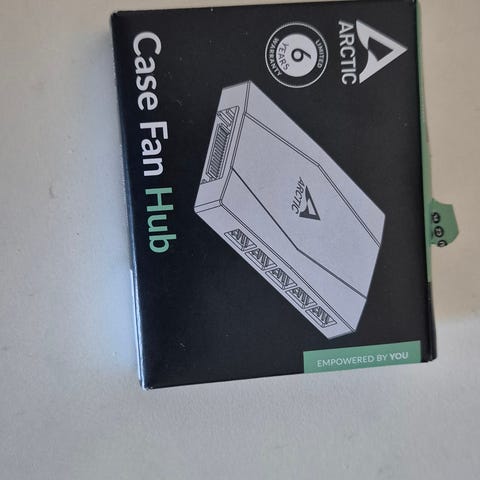 ARCTIC
LIMITED
6
YEARS
WARRANTY
Case Fan Hub
ARCTIC
EMPOWERED BY YOU